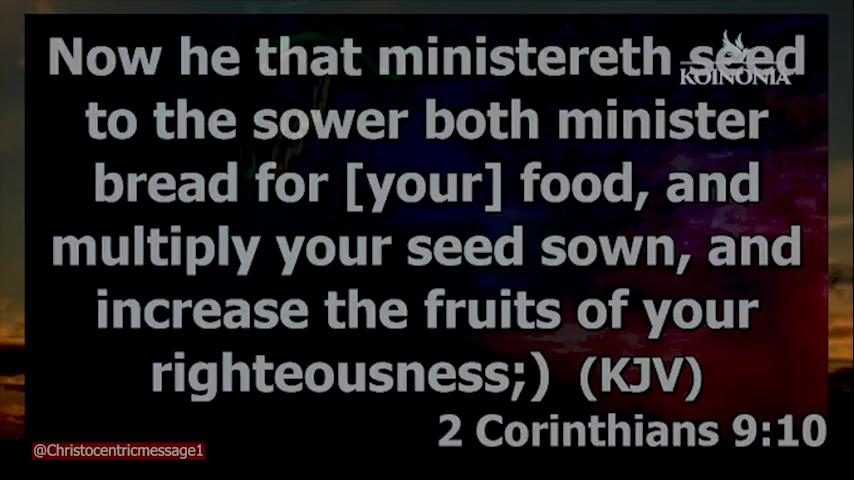 Now he that ministereth seed
KOINONIA
to the sower both minister
bread for [your] food, and
multiply your seed sown, and
increase the fruits of your
righteousness;) (KJV)
2 Corinthians 9:10
@Christocentricmessage1